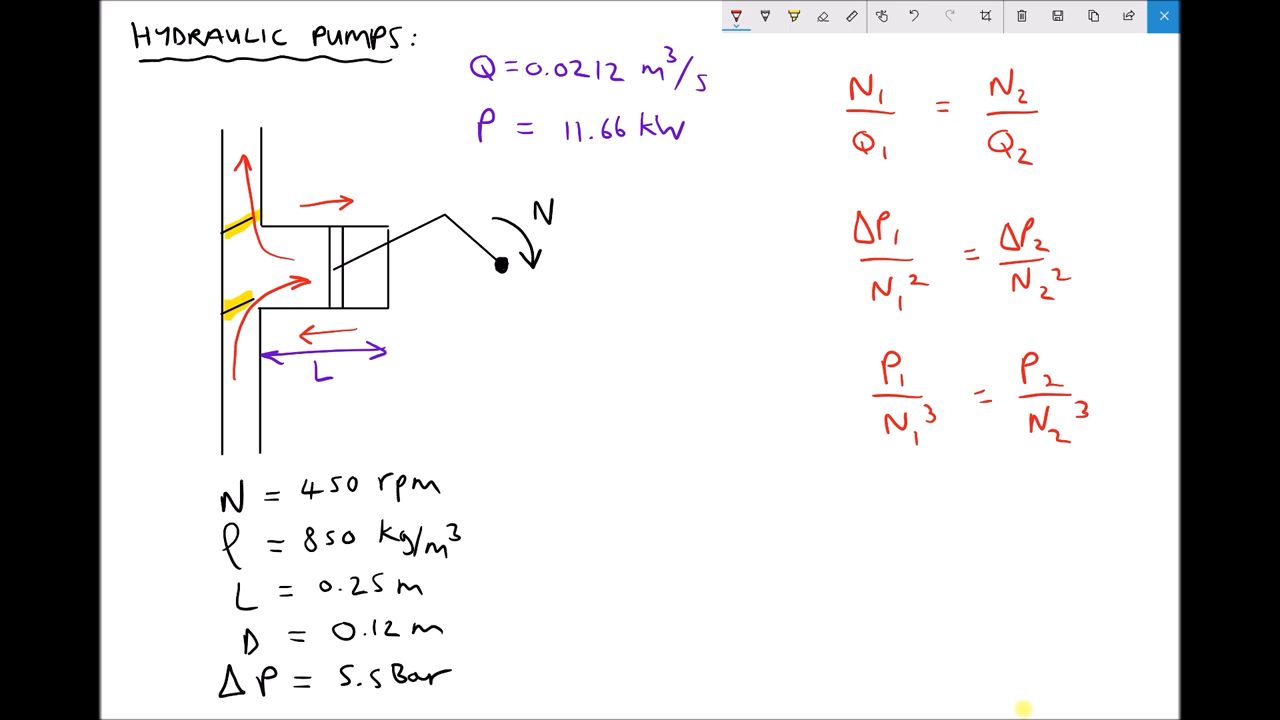 HYDRAULIC PUMPS:
Q = 0.0212 m³/s
P = 11.66 kW
N
L
N = 450 rpm
ρ = 850 kg/m³
L = 0.25 m
D = 0.12 m
ΔP = 5.5 Bar
N₁/Q₁ = N₂/Q₂
ΔP₁/N₁² = ΔP₂/N₂²
P₁/N₁³ = P₂/N₂³